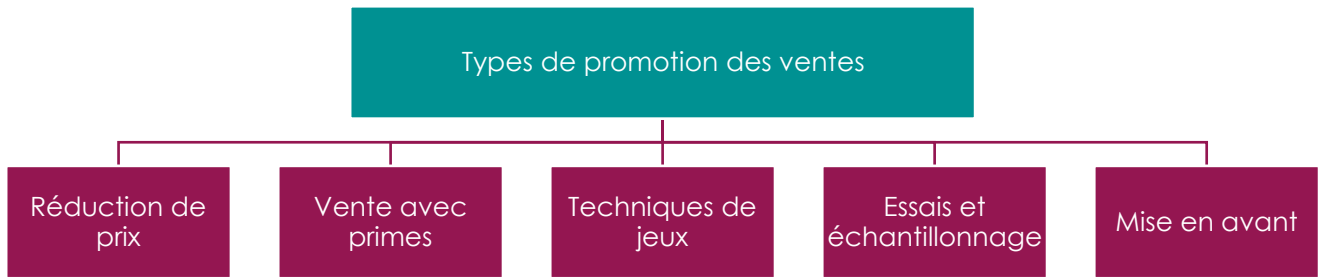 Types de promotion des ventes
Réduction de
prix
Vente avec
primes
Techniques de
jeux
Essais et
échantillonnage
Mise en avant